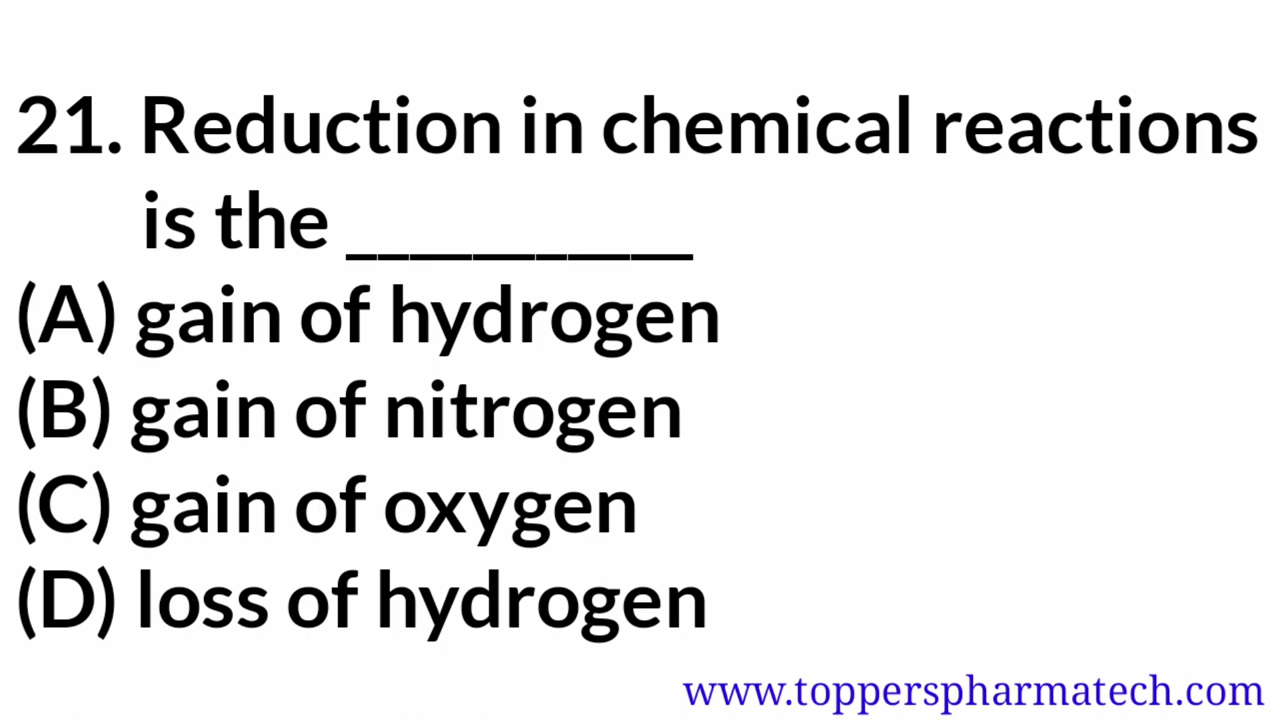 21. Reduction in chemical reactions
is the ___________
(A) gain of hydrogen
(B) gain of nitrogen
(C) gain of oxygen
(D) loss of hydrogen
www.topperspharmatech.com